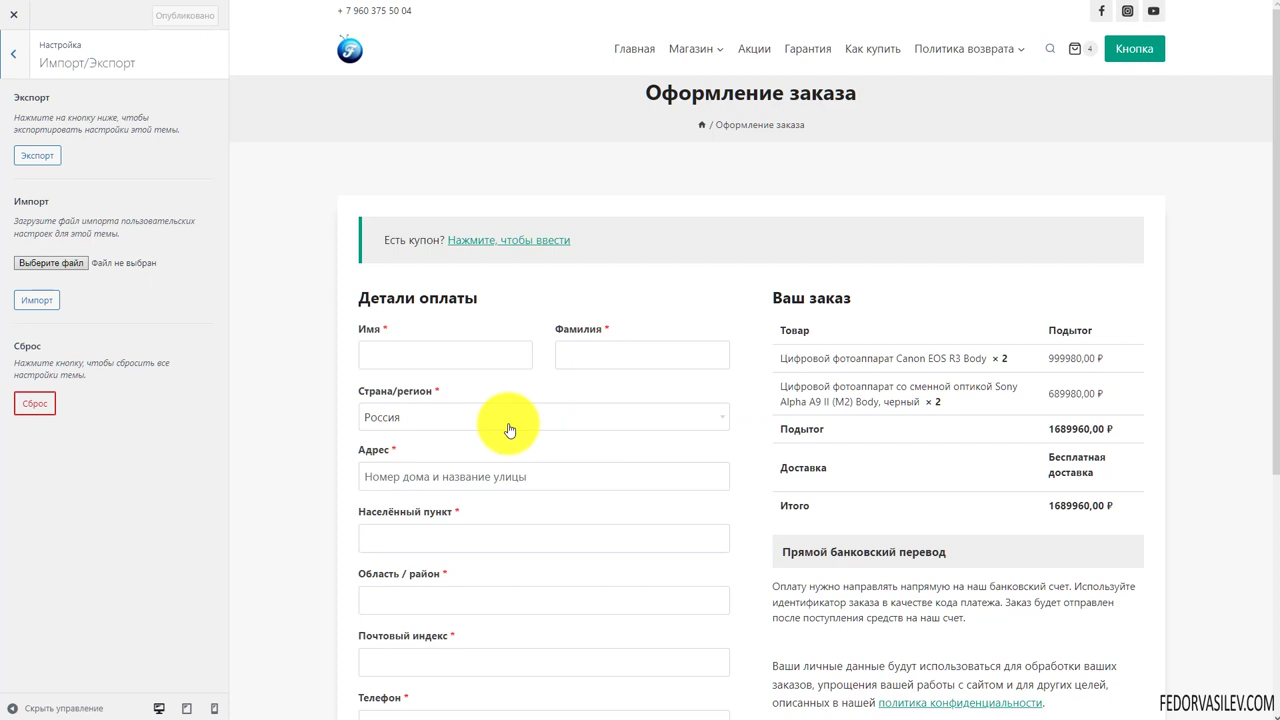 Опубликовано
Настройка
Импорт/Экспорт
Экспорт
Нажмите на кнопку ниже, чтобы
экспортировать настройки этой темы.
Экспорт
Импорт
Загрузите файл импорта пользовательских
настроек для этой темы.
Выберите файл Файл не выбран
Импорт
Сброс
Нажмите кнопку, чтобы сбросить все
настройки темы.
Сброс
Скрыть управление
+ 7 960 375 50 04
Главная Магазин Акции Гарантия Как купить Политика возврата 4 Кнопка
Оформление заказа
/ Оформление заказа
Есть купон? Нажмите, чтобы ввести
Детали оплаты
Имя *
Фамилия *
Страна/регион *
Россия
Адрес *
Номер дома и название улицы
Населённый пункт *
Область / район *
Почтовый индекс *
Телефон *
Ваш заказ
Товар Подытог
Цифровой фотоаппарат Canon EOS R3 Body × 2 999980,00 ₽
Цифровой фотоаппарат со сменной оптикой Sony
Alpha A9 II (M2) Body, черный × 2 689980,00 ₽
Подытог 1689960,00 ₽
Доставка Бесплатная
доставка
Итого 1689960,00 ₽
Прямой банковский перевод
Оплату нужно направлять напрямую на наш банковский счет. Используйте
идентификатор заказа в качестве кода платежа. Заказ будет отправлен
после поступления средств на наш счет.
Ваши личные данные будут использоваться для обработки ваших
заказов, упрощения вашей работы с сайтом и для других целей,
описанных в нашей политика конфиденциальности.
FEDORVASILEV.COM